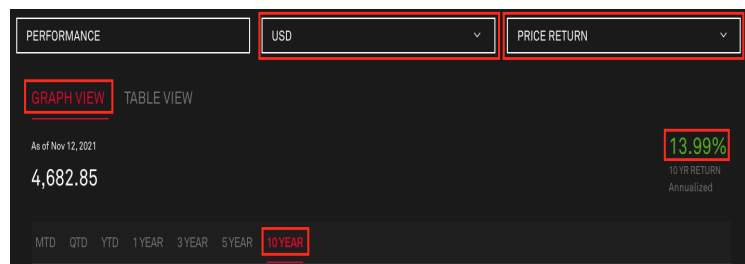 PERFORMANCE
USD
PRICE RETURN
GRAPH VIEW TABLE VIEW
As of Nov 12, 2021
4,682.85
13.99%
10 YR RETURN
Annualized
MTD QTD YTD 1 YEAR 3 YEAR 5 YEAR 10 YEAR